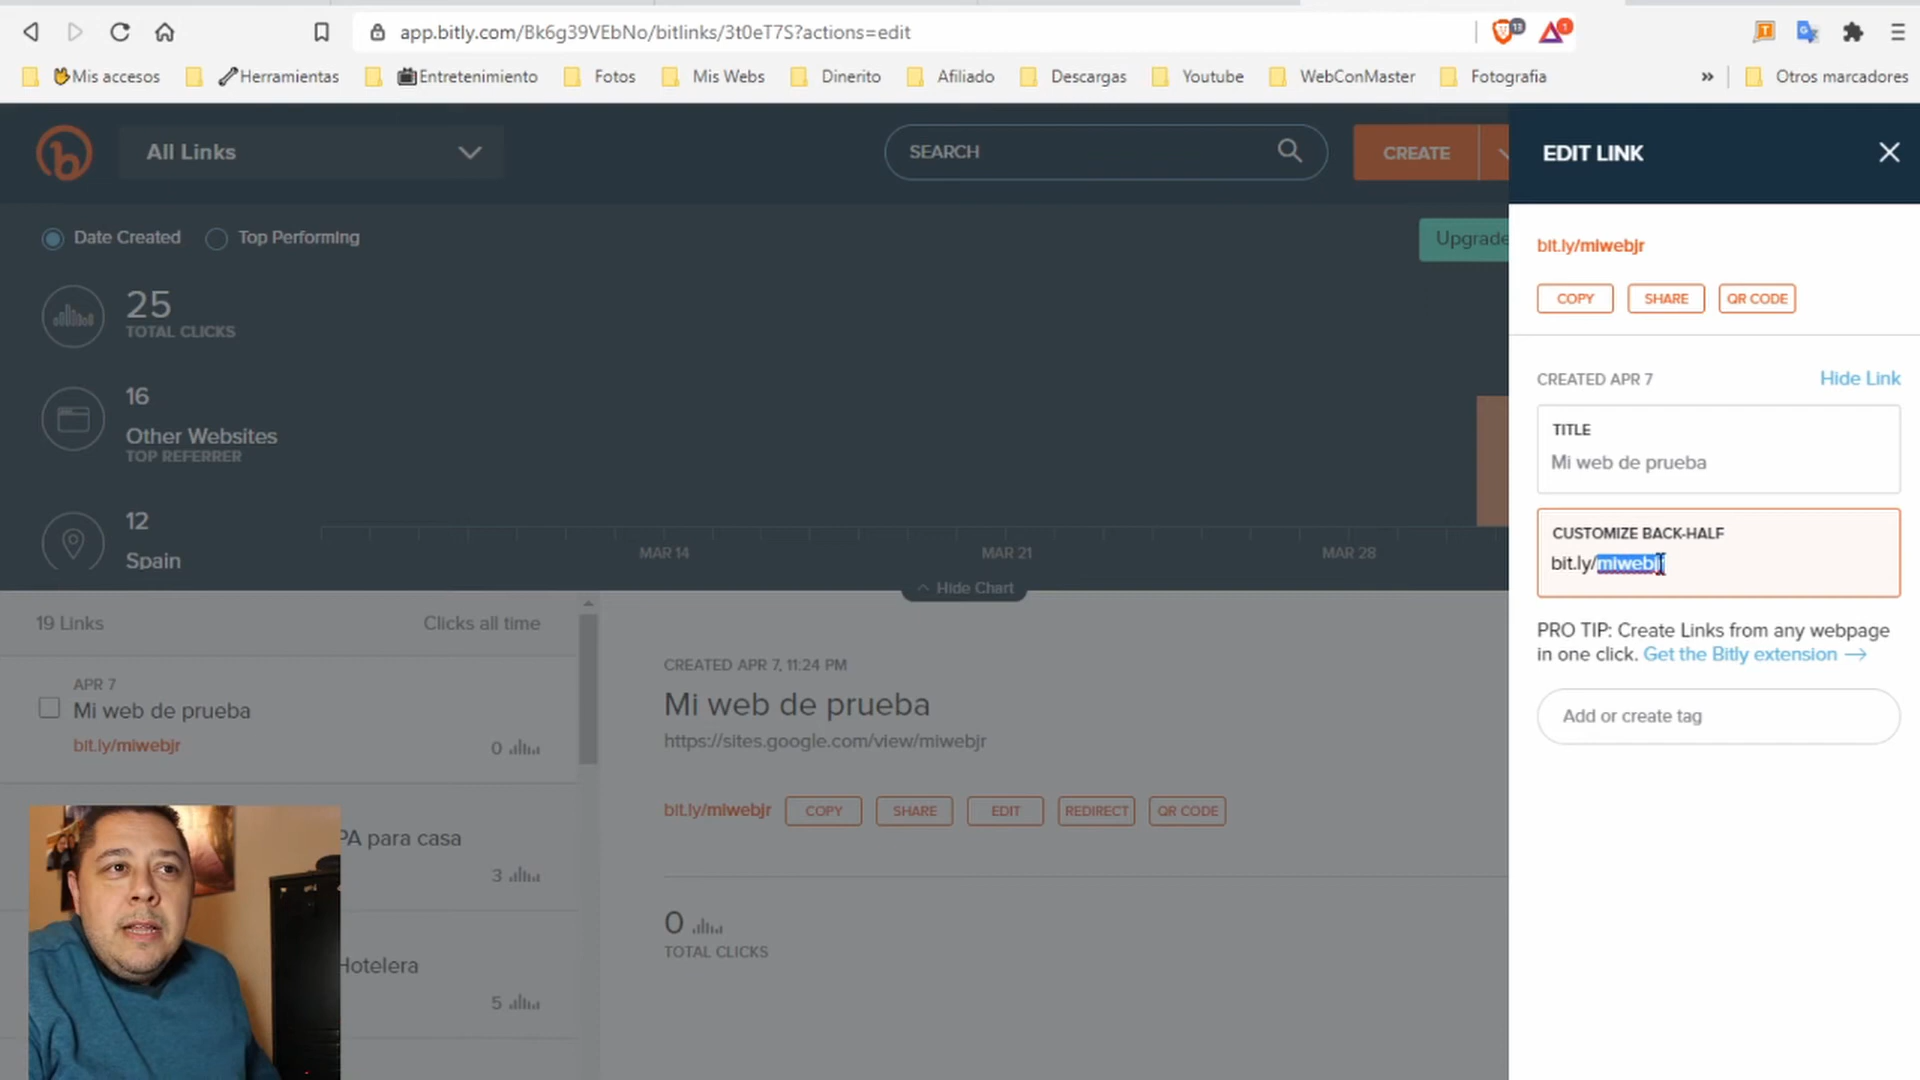 app.bitly.com/Bk6g39VEbNo/bitlinks/3t0eT7S?actions=edit
13
1
Mis accesos
Herramientas
Entretenimiento
Fotos
Mis Webs
Dinerito
Afiliado
Descargas
Youtube
WebConMaster
Fotografia
»
Otros marcadores
All Links
SEARCH
CREATE
Date Created
Top Performing
Upgrade
25
TOTAL CLICKS
16
Other Websites
TOP REFERRER
12
Spain
MAR 14
MAR 21
MAR 28
Hide Chart
19 Links
Clicks all time
APR 7
Mi web de prueba
bit.ly/miwebjr
0
PA para casa
3
Hotelera
5
CREATED APR 7, 11:24 PM
Mi web de prueba
https://sites.google.com/view/miwebjr
bit.ly/miwebjr
COPY
SHARE
EDIT
REDIRECT
QR CODE
0
TOTAL CLICKS
EDIT LINK
bit.ly/miwebjr
COPY
SHARE
QR CODE
CREATED APR 7
Hide Link
TITLE
Mi web de prueba
CUSTOMIZE BACK-HALF
bit.ly/miwebjr
PRO TIP: Create Links from any webpage
in one click. Get the Bitly extension →
Add or create tag